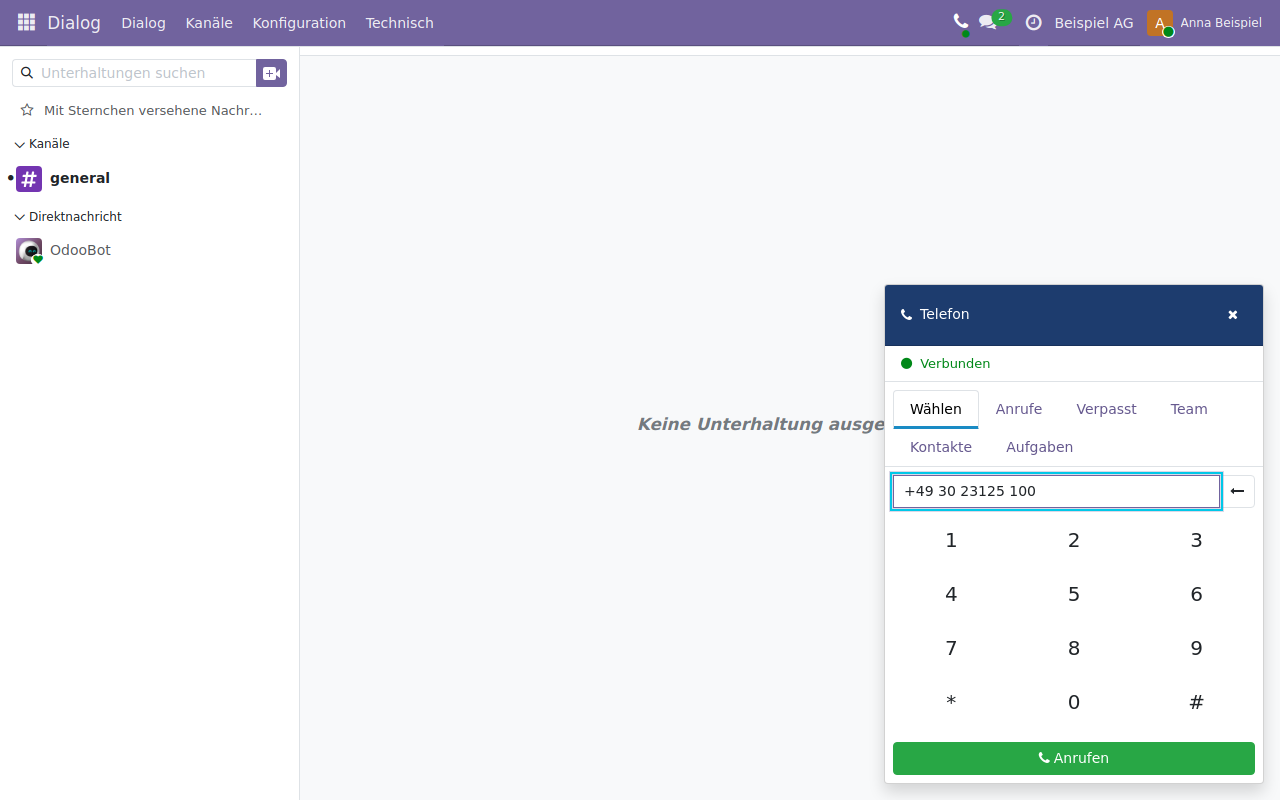 Dialog Dialog Kanäle Konfiguration Technisch 2 Beispiel AG A Anna Beispiel
Unterhaltungen suchen
Mit Sternchen versehene Nachr…
Kanäle
# general
Direktnachricht
OdooBot
Keine Unterhaltung ausge
Telefon
Verbunden
Wählen Anrufe Verpasst Team
Kontakte Aufgaben
+49 30 23125 100
1 2 3
4 5 6
7 8 9
* 0 #
Anrufen